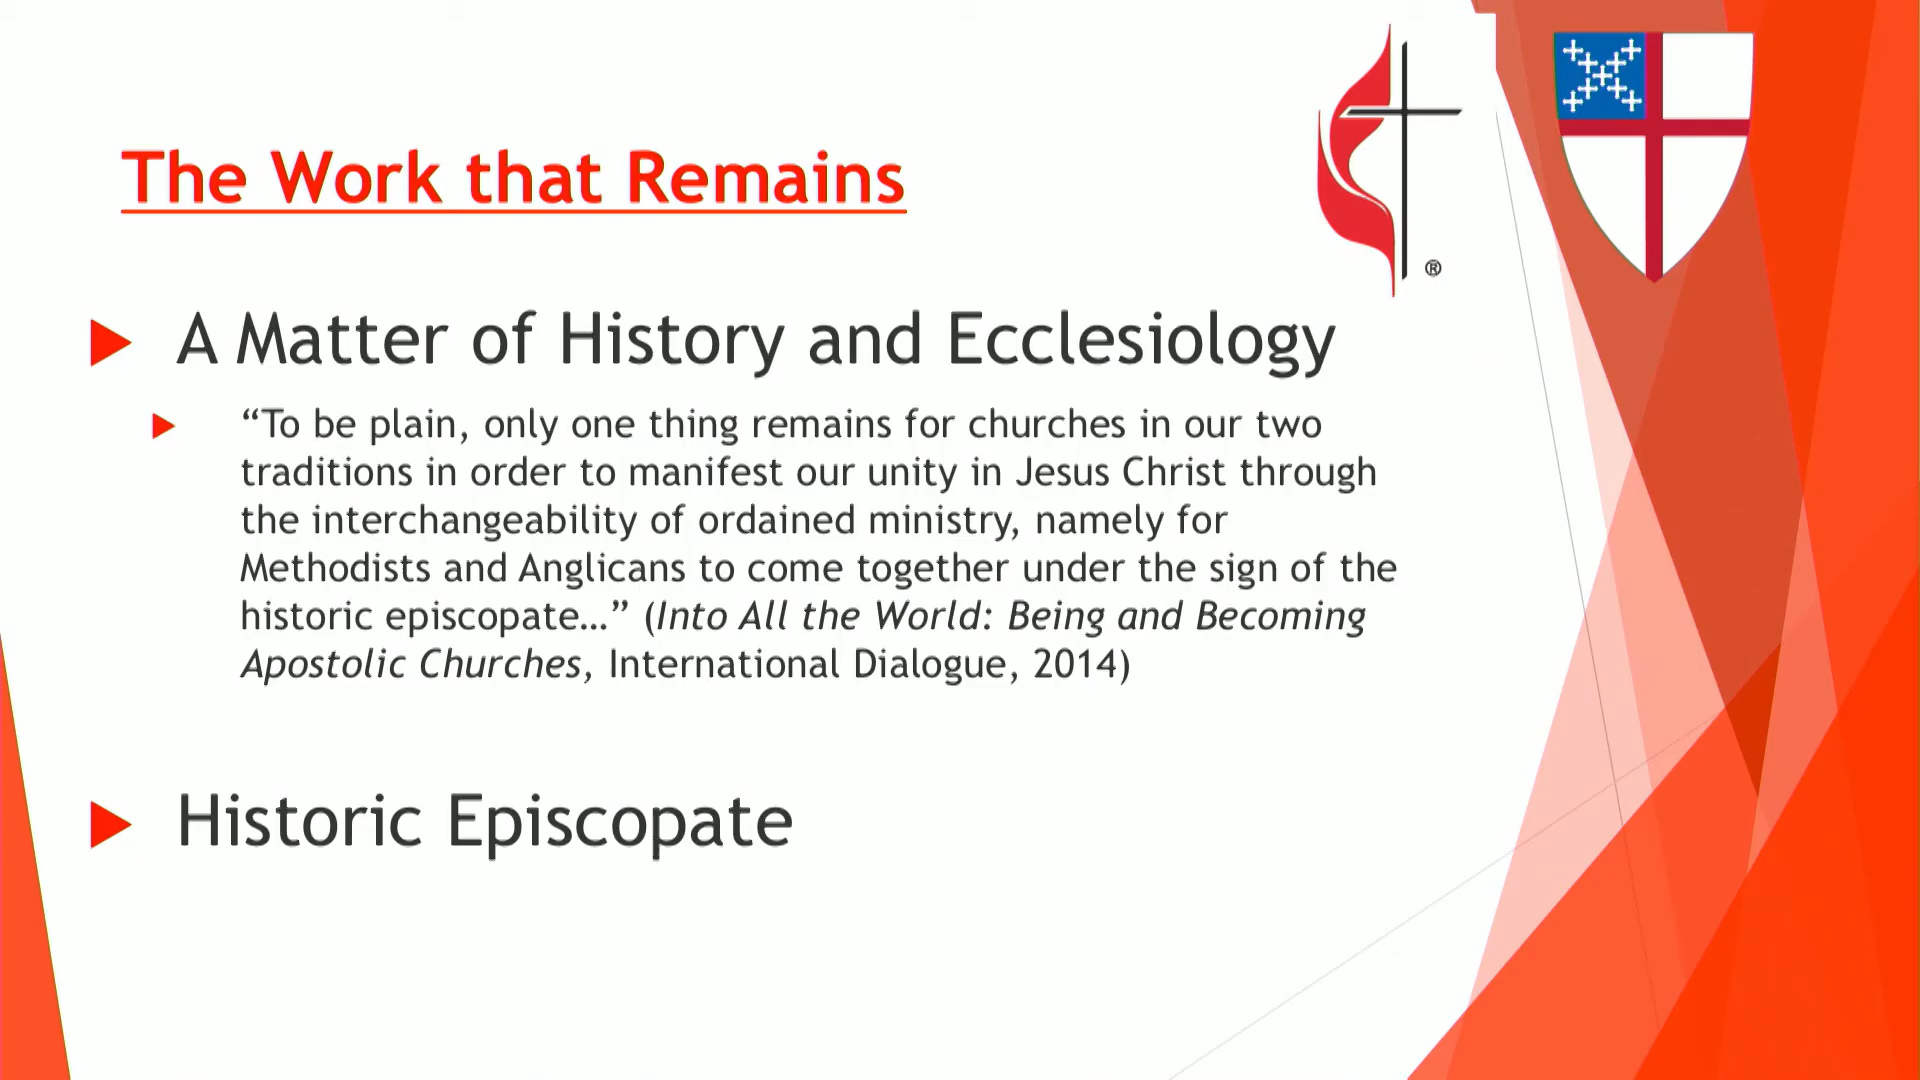 The Work that Remains
®
A Matter of History and Ecclesiology
“To be plain, only one thing remains for churches in our two
traditions in order to manifest our unity in Jesus Christ through
the interchangeability of ordained ministry, namely for
Methodists and Anglicans to come together under the sign of the
historic episcopate…” (Into All the World: Being and Becoming
Apostolic Churches, International Dialogue, 2014)
Historic Episcopate